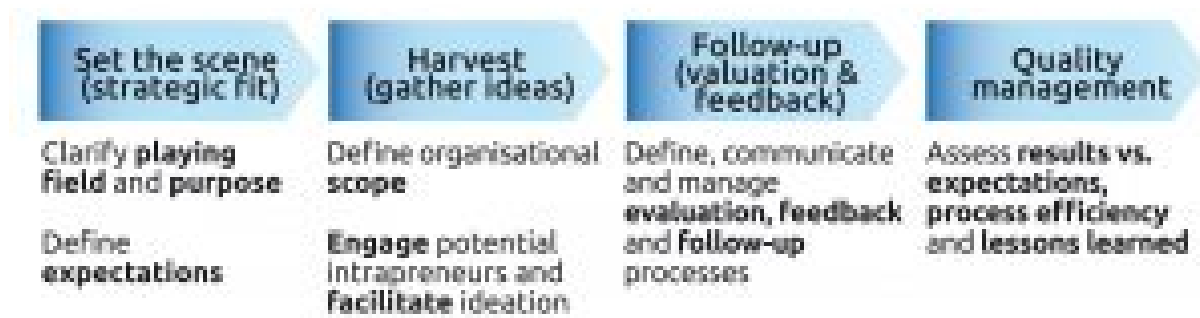 Set the scene
(strategic fit)
Clarify playing
field and purpose
Define
expectations
Harvest
(gather ideas)
Define organisational
scope
Engage potential
intrapreneurs and
facilitate ideation
Follow-up
(valuation &
feedback)
Define, communicate
and manage
evaluation, feedback
and follow-up
processes
Quality
management
Assess results vs.
expectations,
process efficiency
and lessons learned